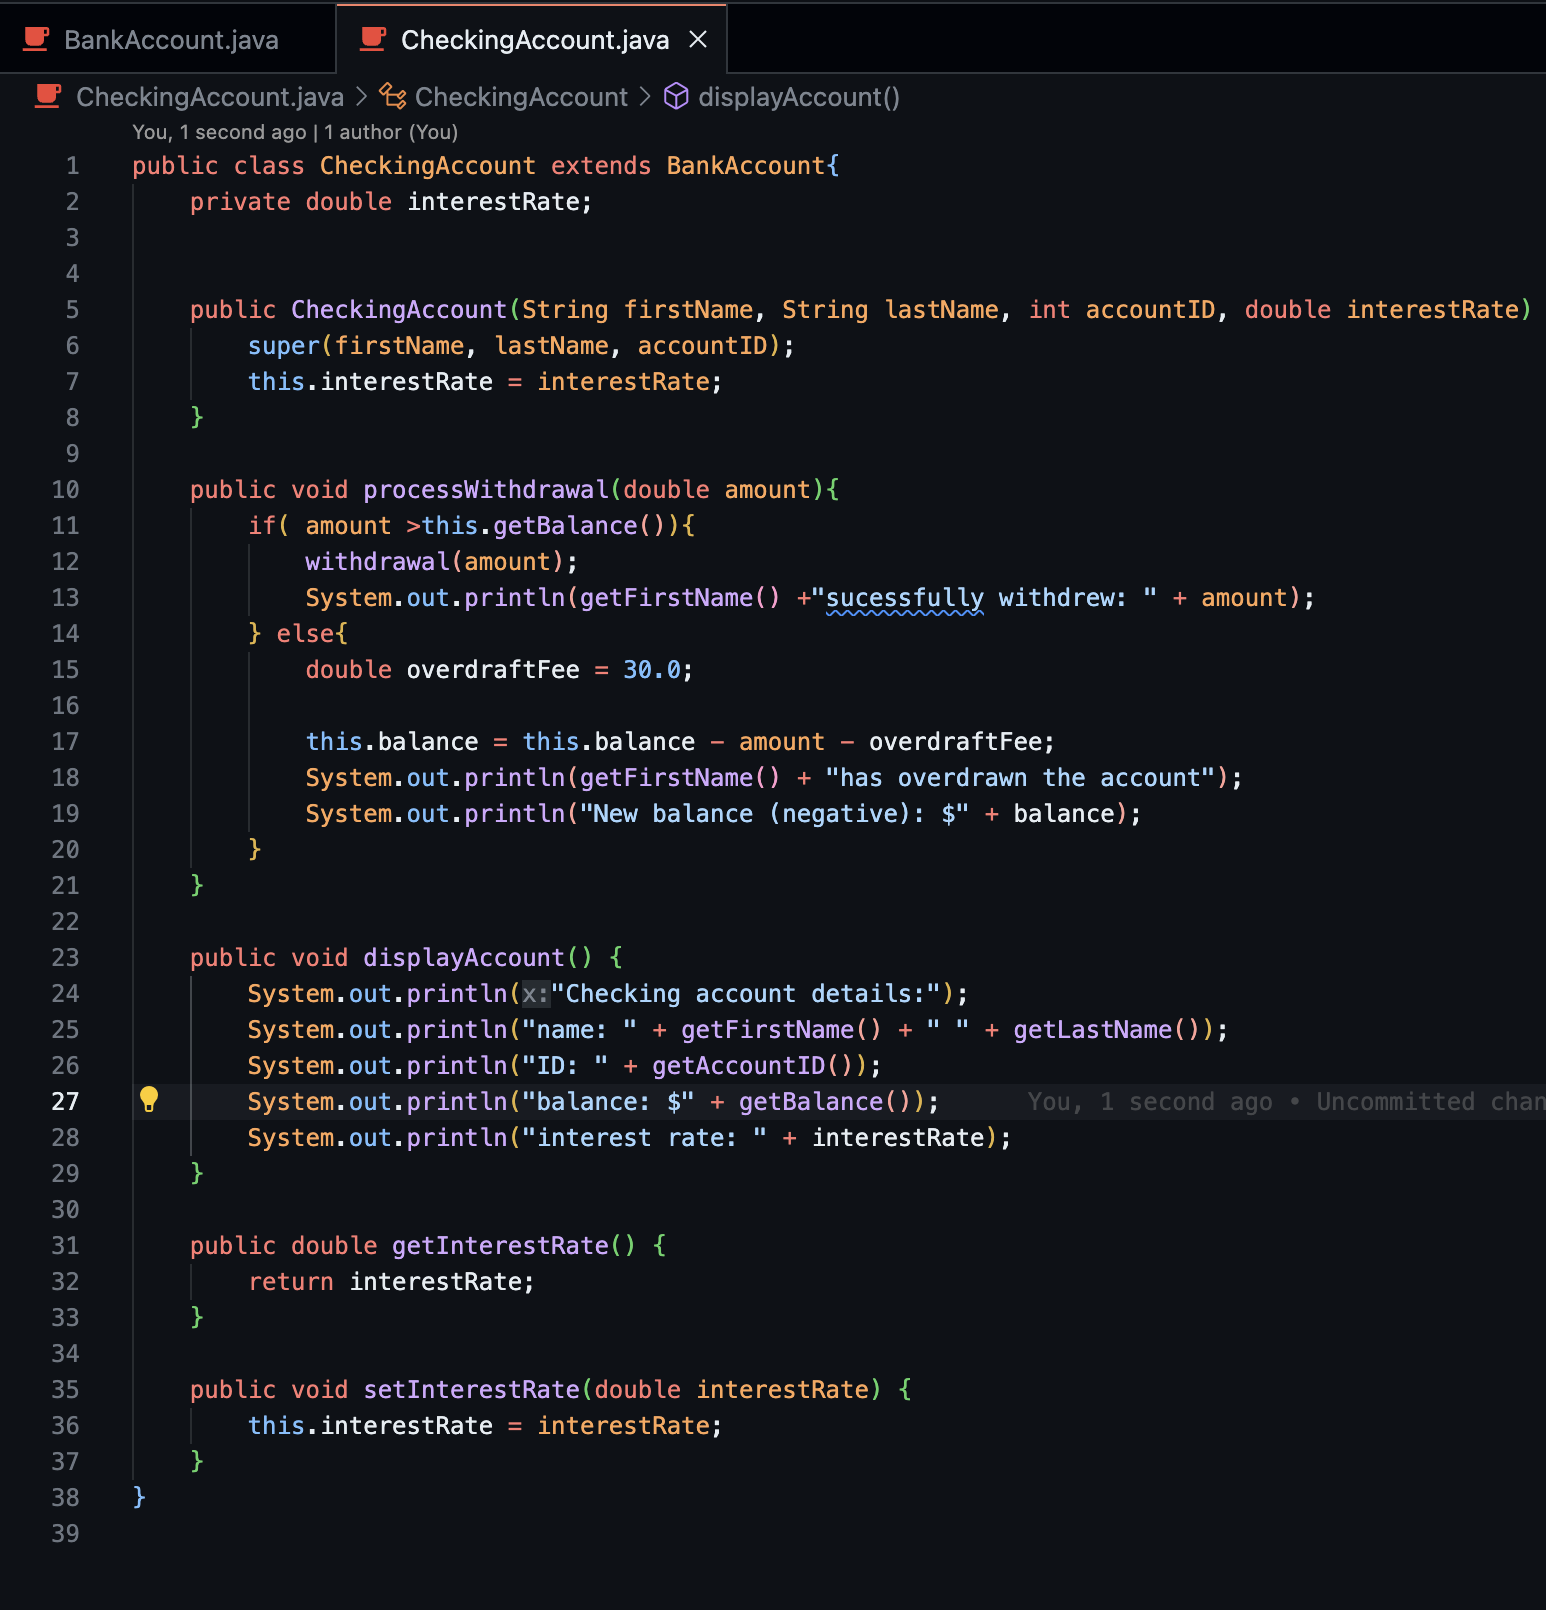 BankAccount.java
CheckingAccount.java
CheckingAccount.java > CheckingAccount > displayAccount()
You, 1 second ago | 1 author (You)
1 public class CheckingAccount extends BankAccount{
2 private double interestRate;
3
4
5 public CheckingAccount(String firstName, String lastName, int accountID, double interestRate)
6 super(firstName, lastName, accountID);
7 this.interestRate = interestRate;
8 }
9
10 public void processWithdrawal(double amount){
11 if( amount >this.getBalance()){
12 withdrawal(amount);
13 System.out.println(getFirstName() +"sucessfully withdrew: " + amount);
14 } else{
15 double overdraftFee = 30.0;
16
17 this.balance = this.balance - amount - overdraftFee;
18 System.out.println(getFirstName() + "has overdrawn the account");
19 System.out.println("New balance (negative): $" + balance);
20 }
21 }
22
23 public void displayAccount() {
24 System.out.println(x:"Checking account details:");
25 System.out.println("name: " + getFirstName() + " " + getLastName());
26 System.out.println("ID: " + getAccountID());
27 System.out.println("balance: $" + getBalance()); You, 1 second ago • Uncommitted chan
28 System.out.println("interest rate: " + interestRate);
29 }
30
31 public double getInterestRate() {
32 return interestRate;
33 }
34
35 public void setInterestRate(double interestRate) {
36 this.interestRate = interestRate;
37 }
38 }
39